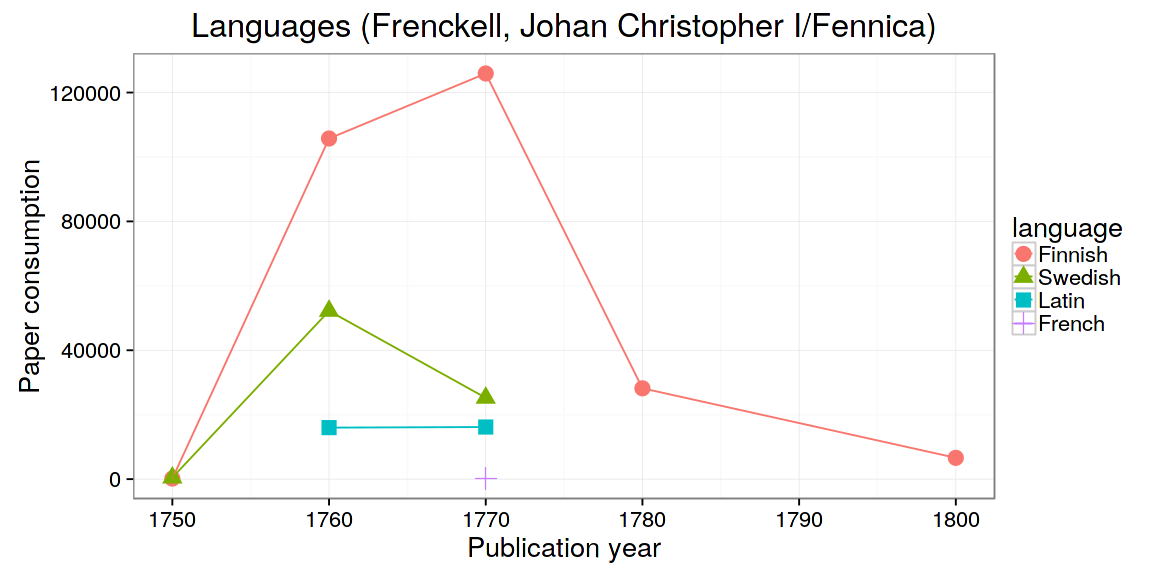 Languages (Frenckell, Johan Christopher I/Fennica)
120000
80000
40000
0
Paper consumption
1750 1760 1770 1780 1790 1800
Publication year
language
Finnish
Swedish
Latin
French